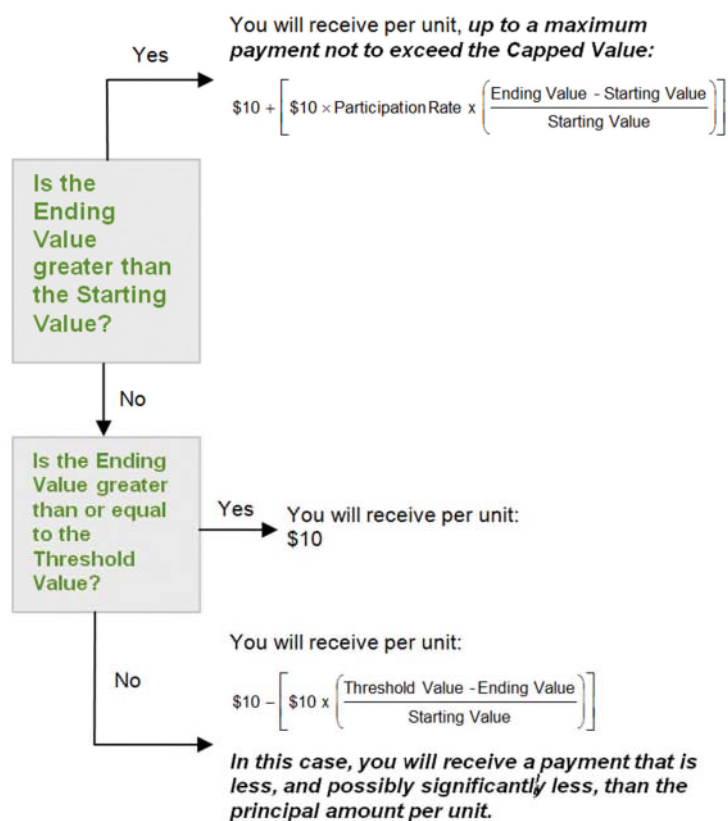 You will receive per unit, up to a maximum
payment not to exceed the Capped Value:
Yes
$10 + [ $10 × Participation Rate x ( Ending Value - Starting Value / Starting Value ) ]
Is the
Ending
Value
greater than
the Starting
Value?
No
Is the Ending
Value greater
than or equal
to the
Threshold
Value?
Yes
You will receive per unit:
$10
No
You will receive per unit:
$10 – [ $10 x ( Threshold Value - Ending Value / Starting Value ) ]
In this case, you will receive a payment that is
less, and possibly significantly less, than the
principal amount per unit.